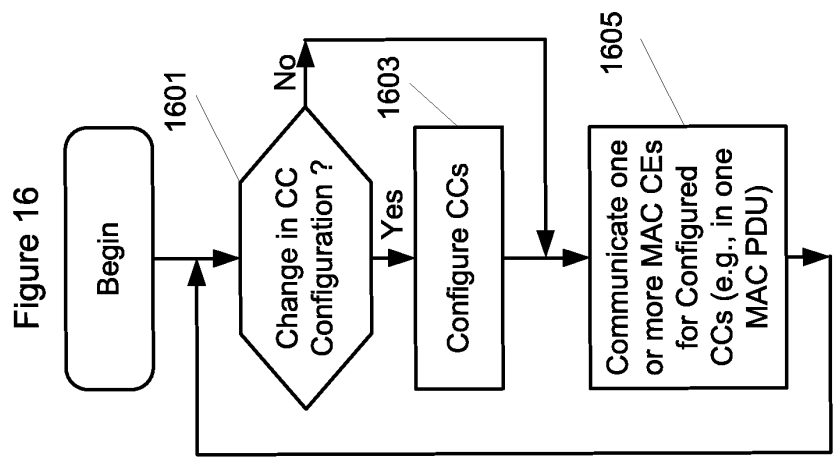 Figure 16
Begin
1601
Change in CC
Configuration ?
No
Yes
1603
Configure CCs
1605
Communicate one
or more MAC CEs
for Configured
CCs (e.g., in one
MAC PDU)